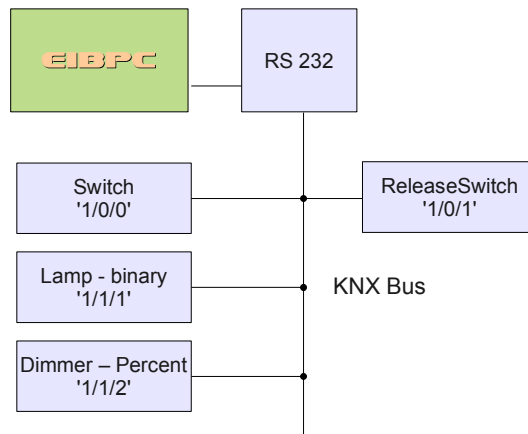 EIBPC
RS 232
Switch
'1/0/0'
ReleaseSwitch
'1/0/1'
Lamp - binary
'1/1/1'
KNX Bus
Dimmer – Percent
'1/1/2'